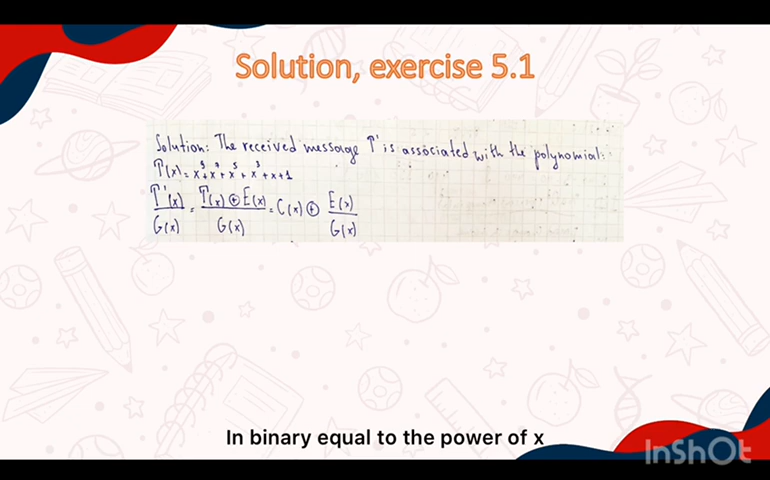 Solution, exercise 5.1
Solution: The received message T' is associated with the polynomial:
T'(x) = x⁹ + x⁷ + x⁵ + x³ + x + 1
T'(x)/G(x) = T(x) ⊕ E(x)/G(x) = C(x) ⊕ E(x)/G(x)
In binary equal to the power of x
InShOt